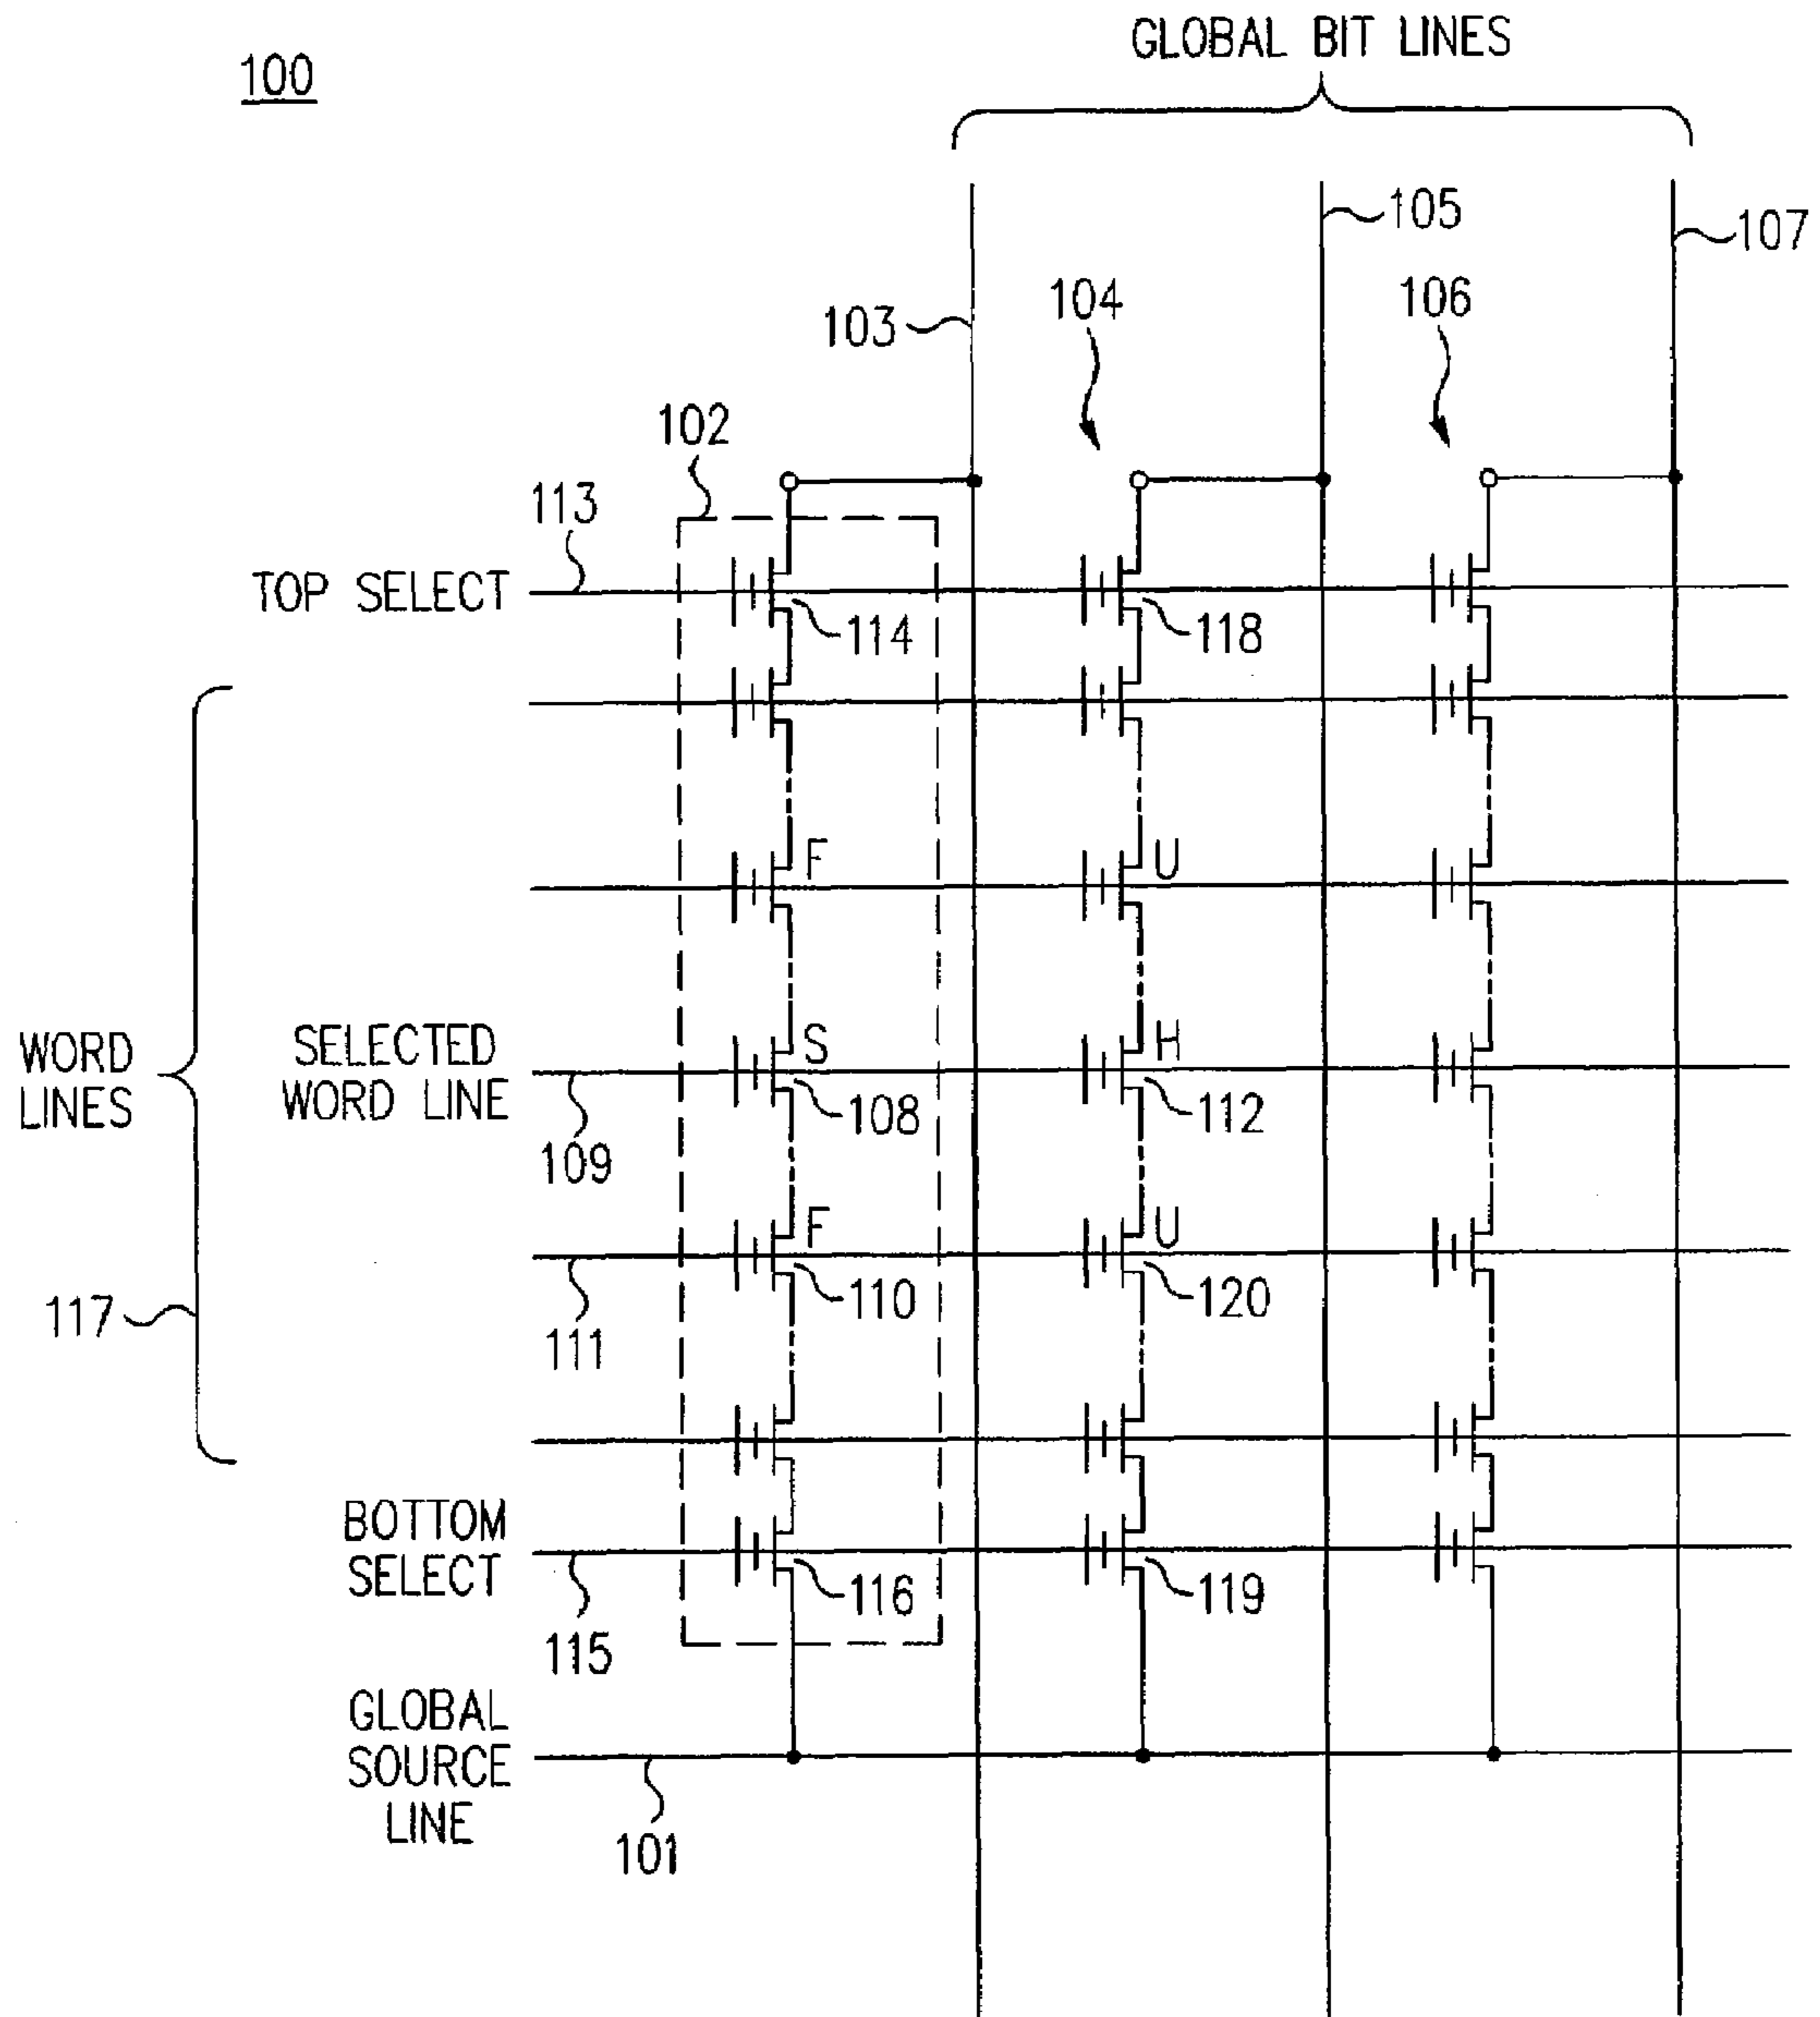 100
GLOBAL BIT LINES
105
107
103
104
106
102
113
TOP SELECT
114
118
F
U
WORD
LINES
SELECTED
WORD LINE
S
H
108
112
109
F
U
110
120
117
111
BOTTOM
SELECT
116
119
115
GLOBAL
SOURCE
LINE
101